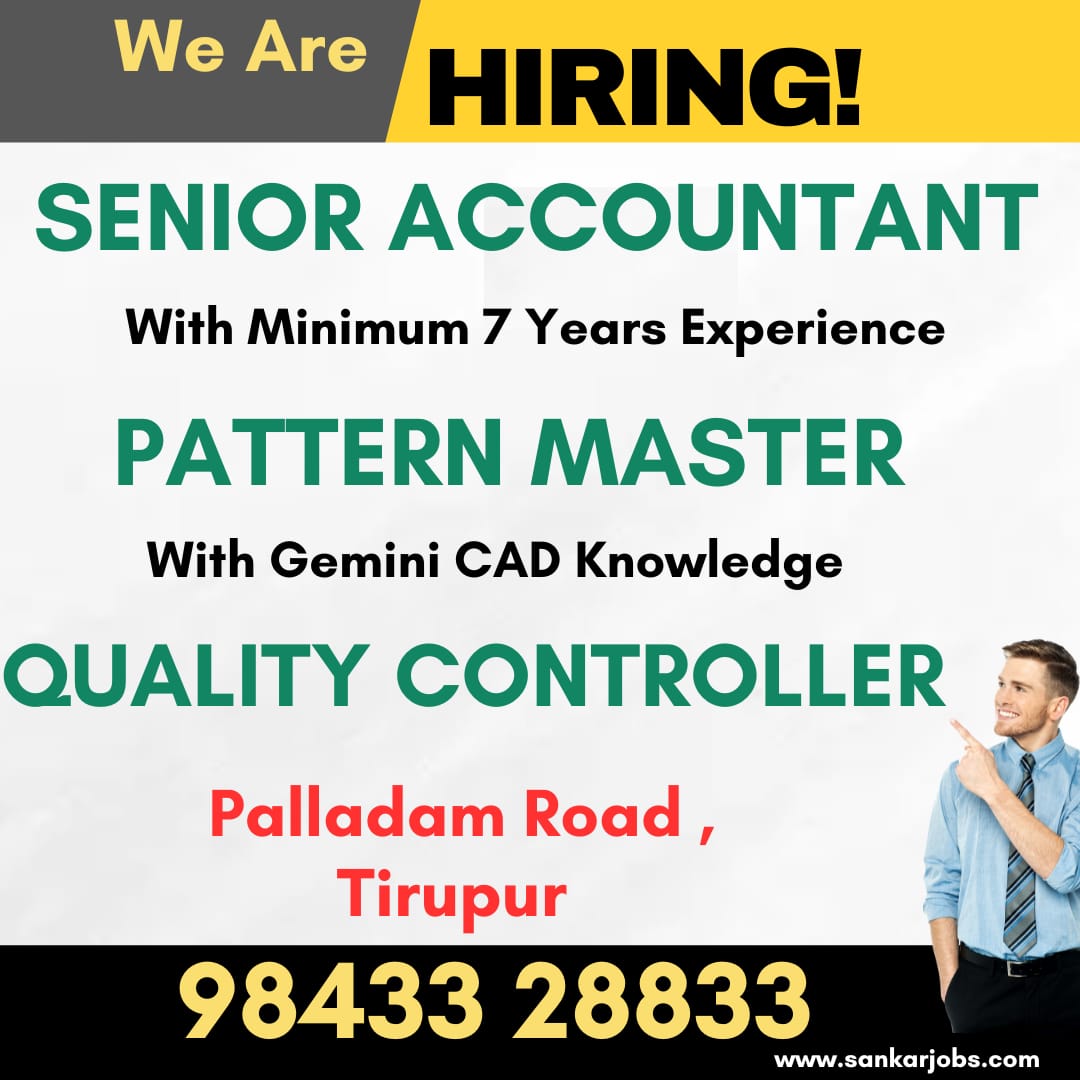 We Are HIRING!
SENIOR ACCOUNTANT
With Minimum 7 Years Experience
PATTERN MASTER
With Gemini CAD Knowledge
QUALITY CONTROLLER
Palladam Road ,
Tirupur
98433 28833
www.sankarjobs.com